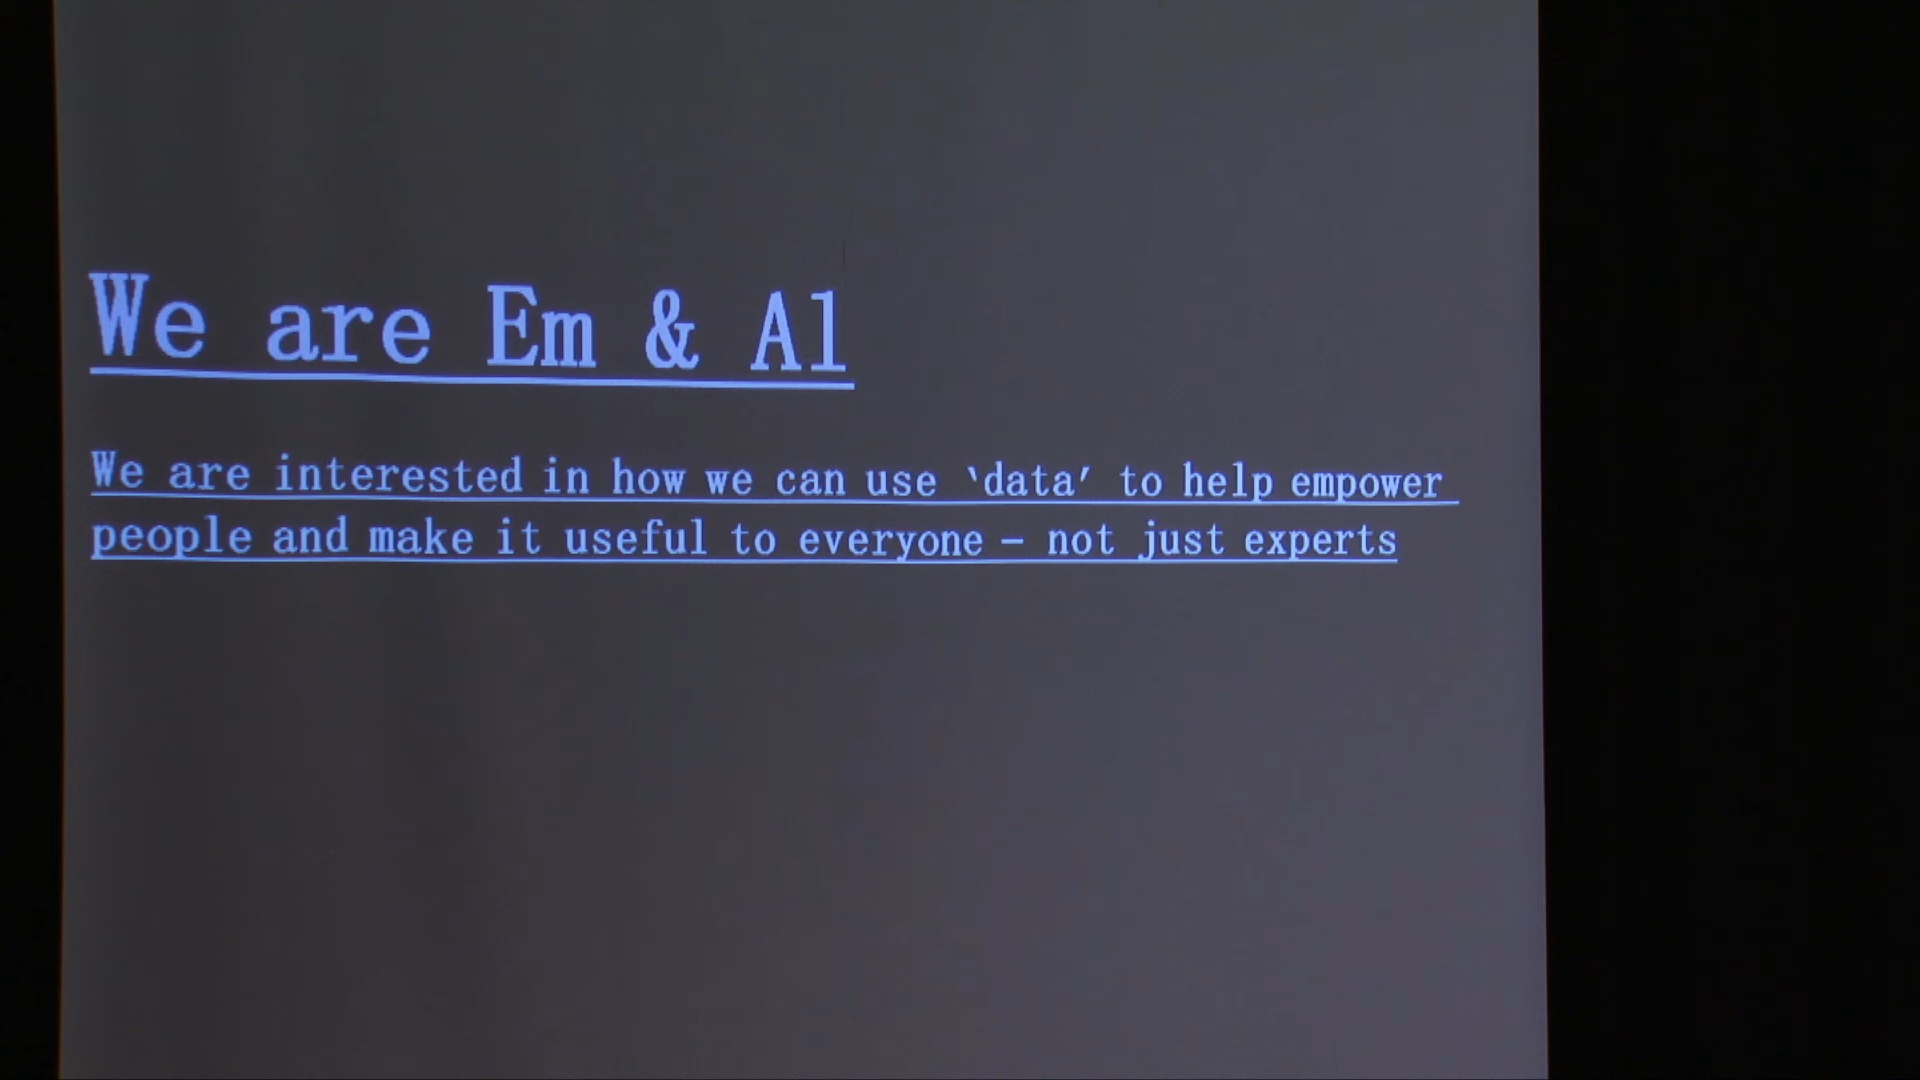 We are Em & Al
We are interested in how we can use ‘data’ to help empower
people and make it useful to everyone – not just experts